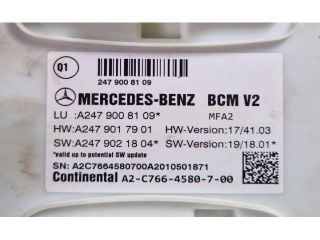 Q1
247 900 81 09
MERCEDES-BENZ BCM V2
LU :A247 900 81 09* MFA2
HW:A247 901 79 01 HW-Version:17/41.03
SW:A247 902 18 04* SW-Version:19/18.01*
*valid up to potential SW update
SN: A2C7664580700A2010501871
Continental A2-C766-4580-7-00